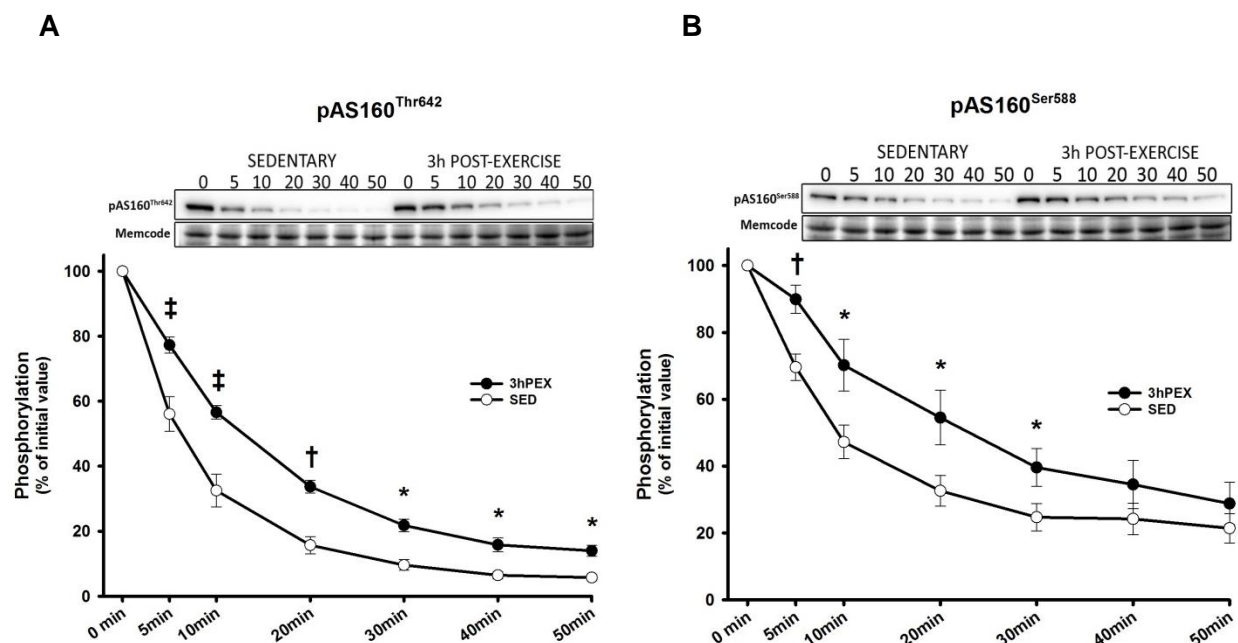 A
pAS160Thr642
SEDENTARY 3h POST-EXERCISE
0 5 10 20 30 40 50 0 5 10 20 30 40 50
pAS160Thr642
Memcode
100
80
60
40
20
0
Phosphorylation
(% of initial value)
‡
‡
†
*
*
*
3hPEX
SED
0 min
5min
10min
20min
30min
40min
50min
B
pAS160Ser588
SEDENTARY 3h POST-EXERCISE
0 5 10 20 30 40 50 0 5 10 20 30 40 50
pAS160Ser588
Memcode
100
80
60
40
20
0
Phosphorylation
(% of initial value)
†
*
*
*
3hPEX
SED
0 min
5min
10min
20min
30min
40min
50min